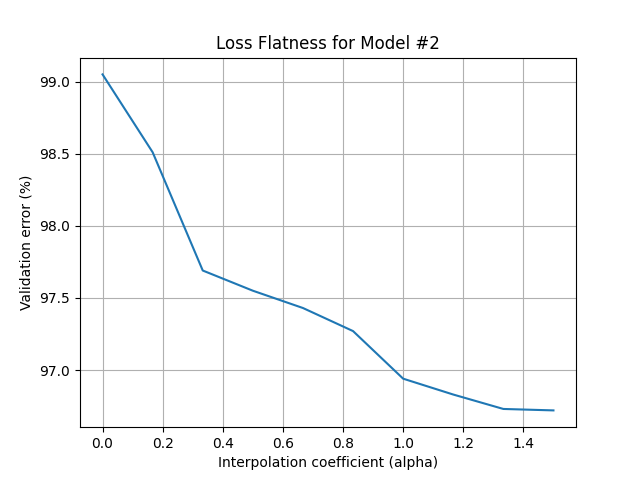 Loss Flatness for Model #2
99.0
98.5
98.0
97.5
97.0
Validation error (%)
0.0 0.2 0.4 0.6 0.8 1.0 1.2 1.4
Interpolation coefficient (alpha)